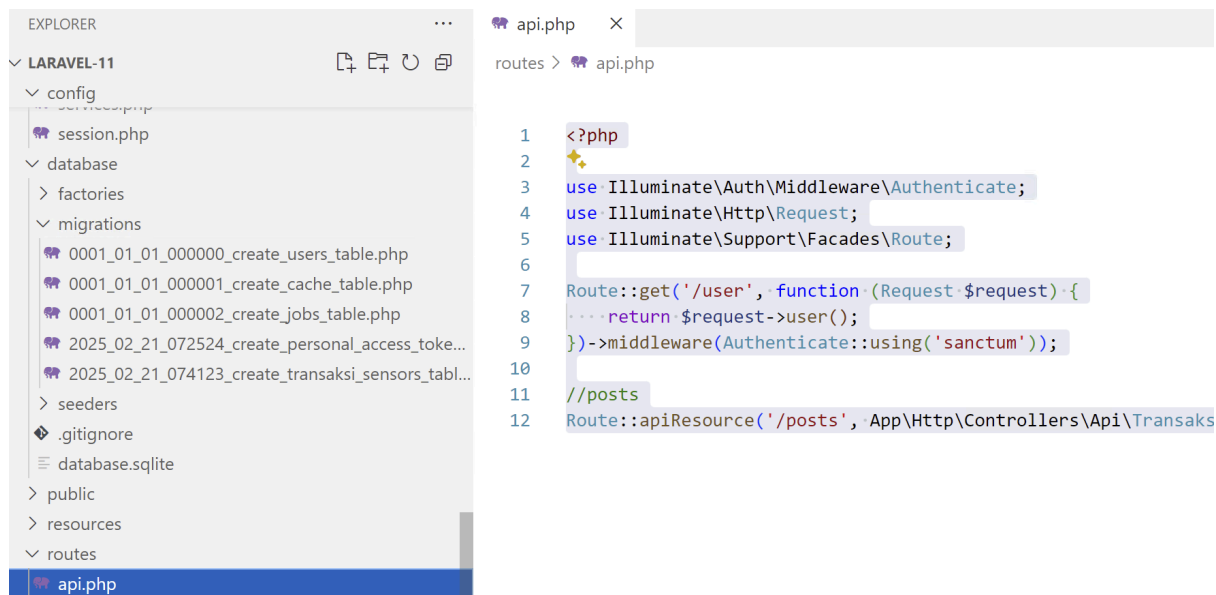 EXPLORER
...
LARAVEL-11
config
services.php
session.php
database
factories
migrations
0001_01_01_000000_create_users_table.php
0001_01_01_000001_create_cache_table.php
0001_01_01_000002_create_jobs_table.php
2025_02_21_072524_create_personal_access_toke...
2025_02_21_074123_create_transaksi_sensors_tabl...
seeders
.gitignore
database.sqlite
public
resources
routes
api.php
api.php
routes > api.php
1 <?php
2
3 use Illuminate\Auth\Middleware\Authenticate;
4 use Illuminate\Http\Request;
5 use Illuminate\Support\Facades\Route;
6
7 Route::get('/user', function (Request $request) {
8 ····return $request->user();
9 })->middleware(Authenticate::using('sanctum'));
10
11 //posts
12 Route::apiResource('/posts', App\Http\Controllers\Api\Transaks